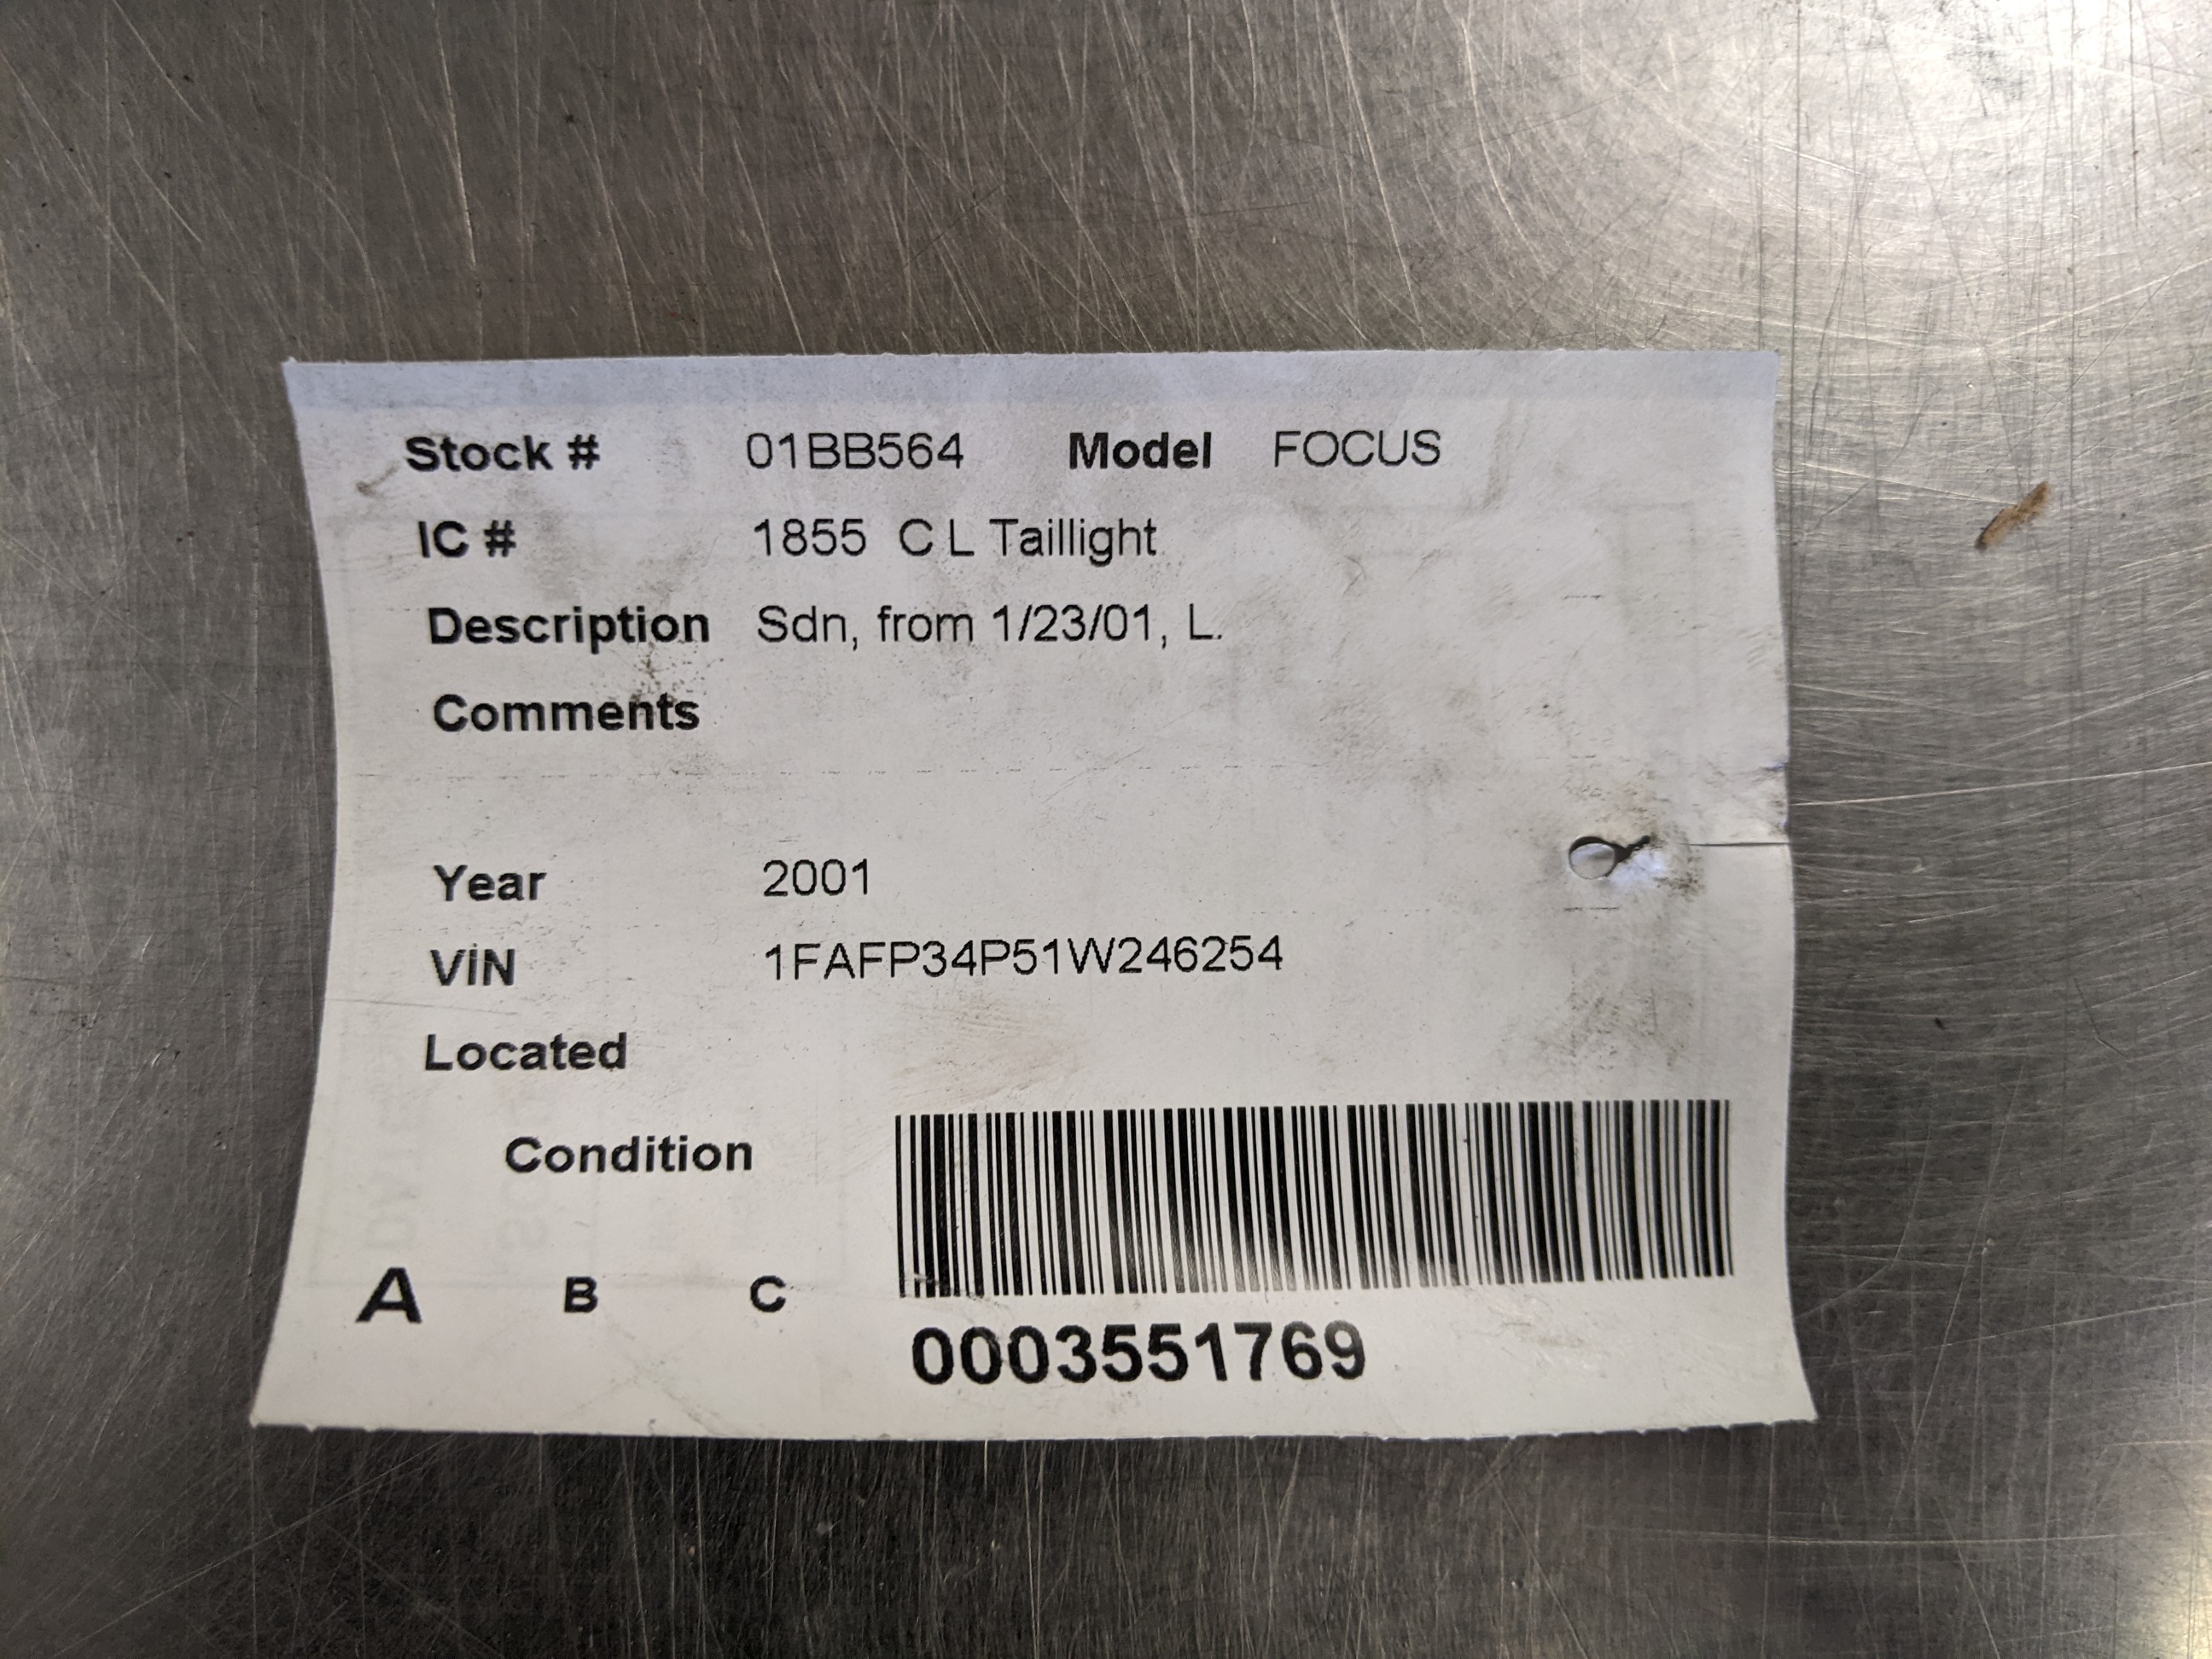 Stock # 01BB564 Model FOCUS
IC # 1855 C L Taillight
Description Sdn, from 1/23/01, L.
Comments
Year 2001
VIN 1FAFP34P51W246254
Located
Condition
A B C
0003551769